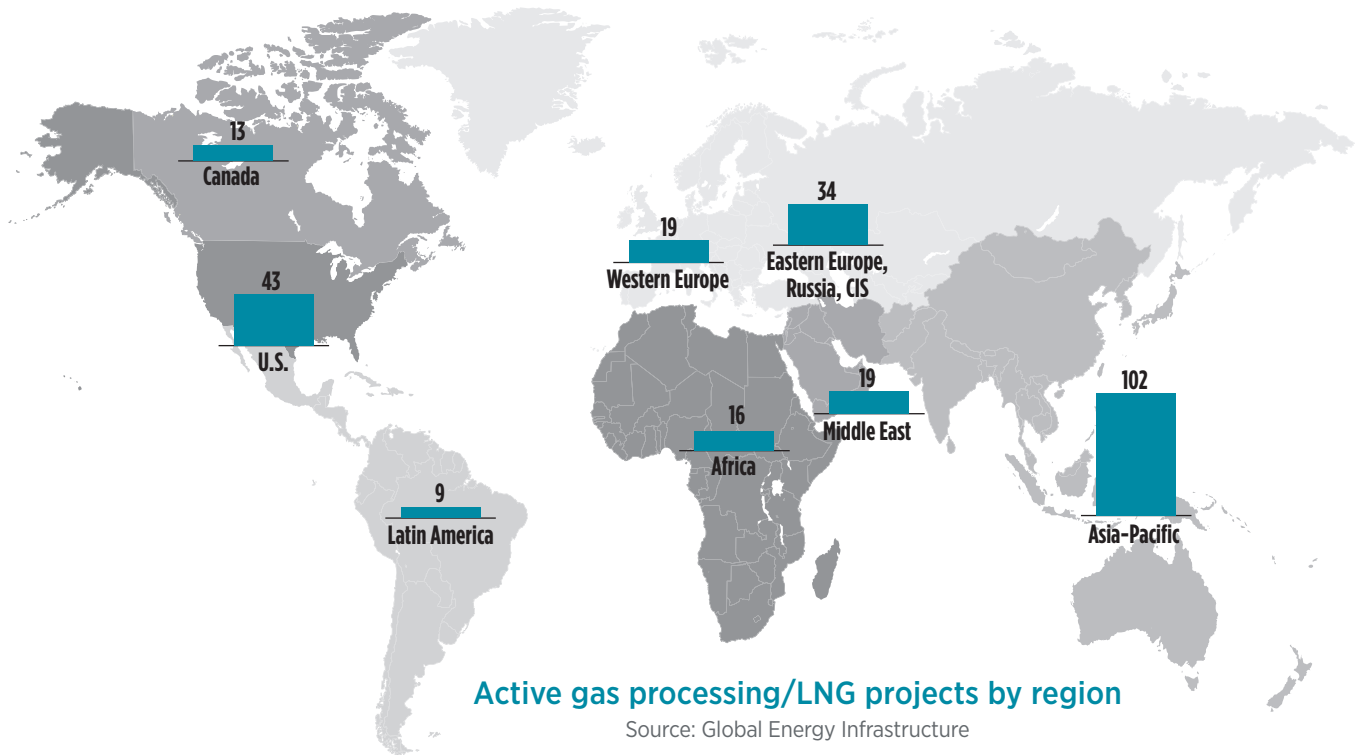 13
Canada
43
U.S.
9
Latin America
19
Western Europe
34
Eastern Europe,
Russia, CIS
16
Africa
19
Middle East
102
Asia-Pacific
Active gas processing/LNG projects by region
Source: Global Energy Infrastructure